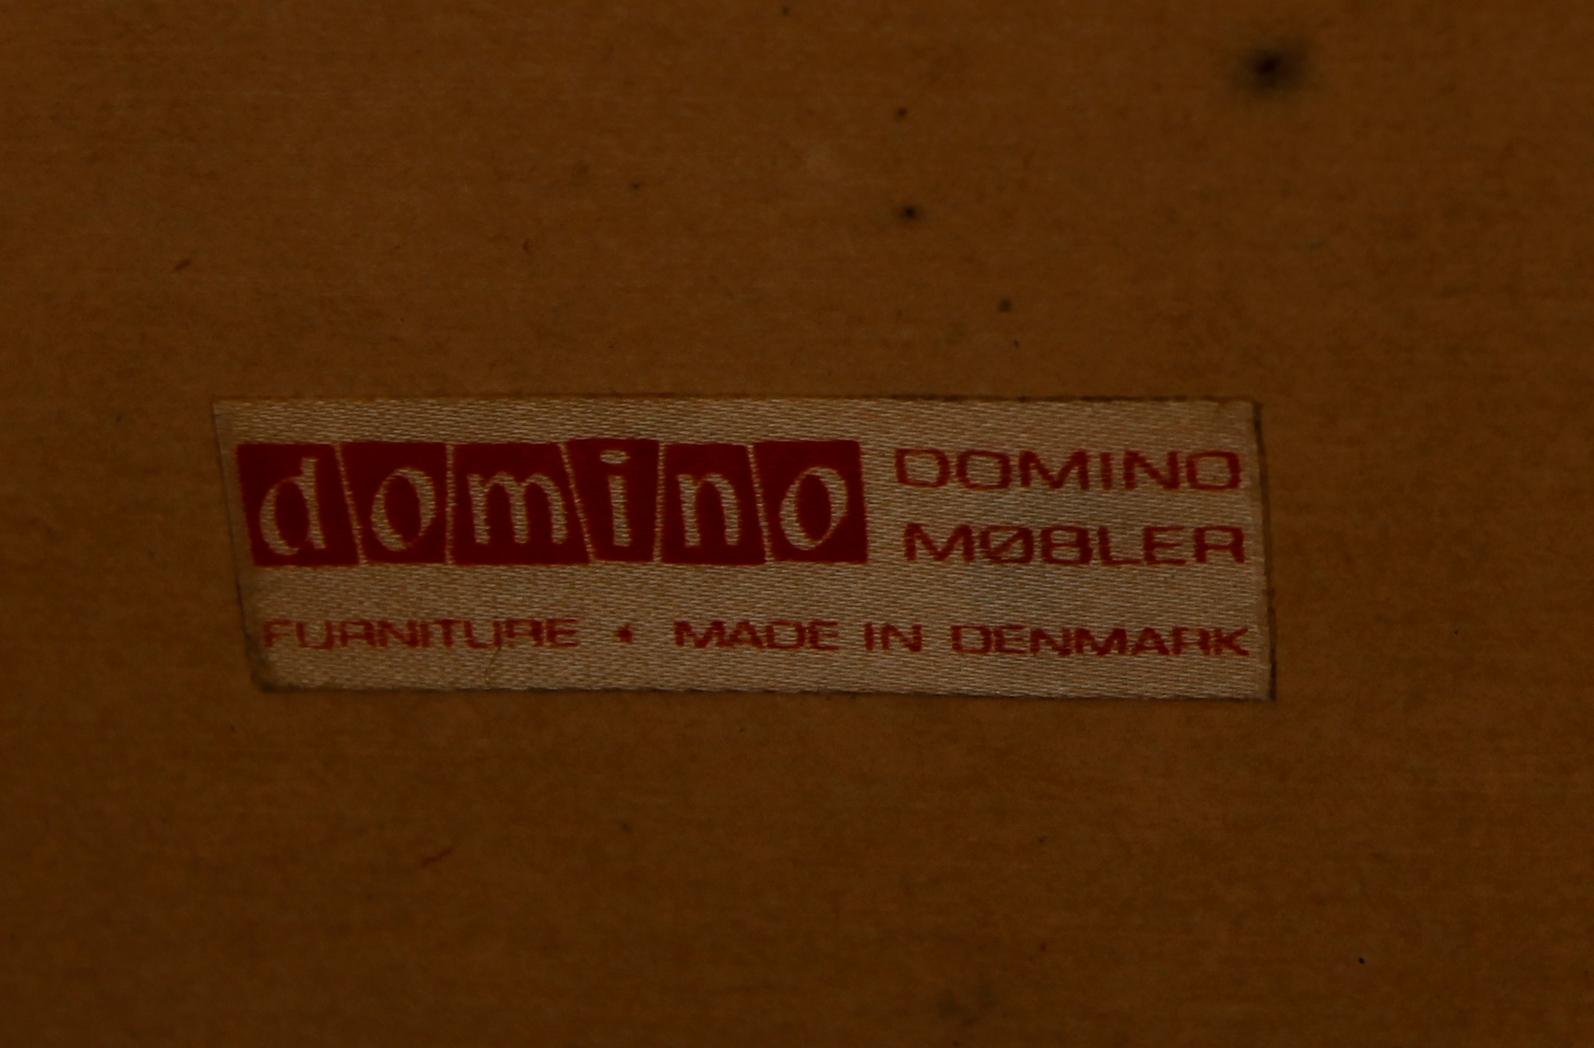 domino
DOMINO
MØBLER
FURNITURE • MADE IN DENMARK